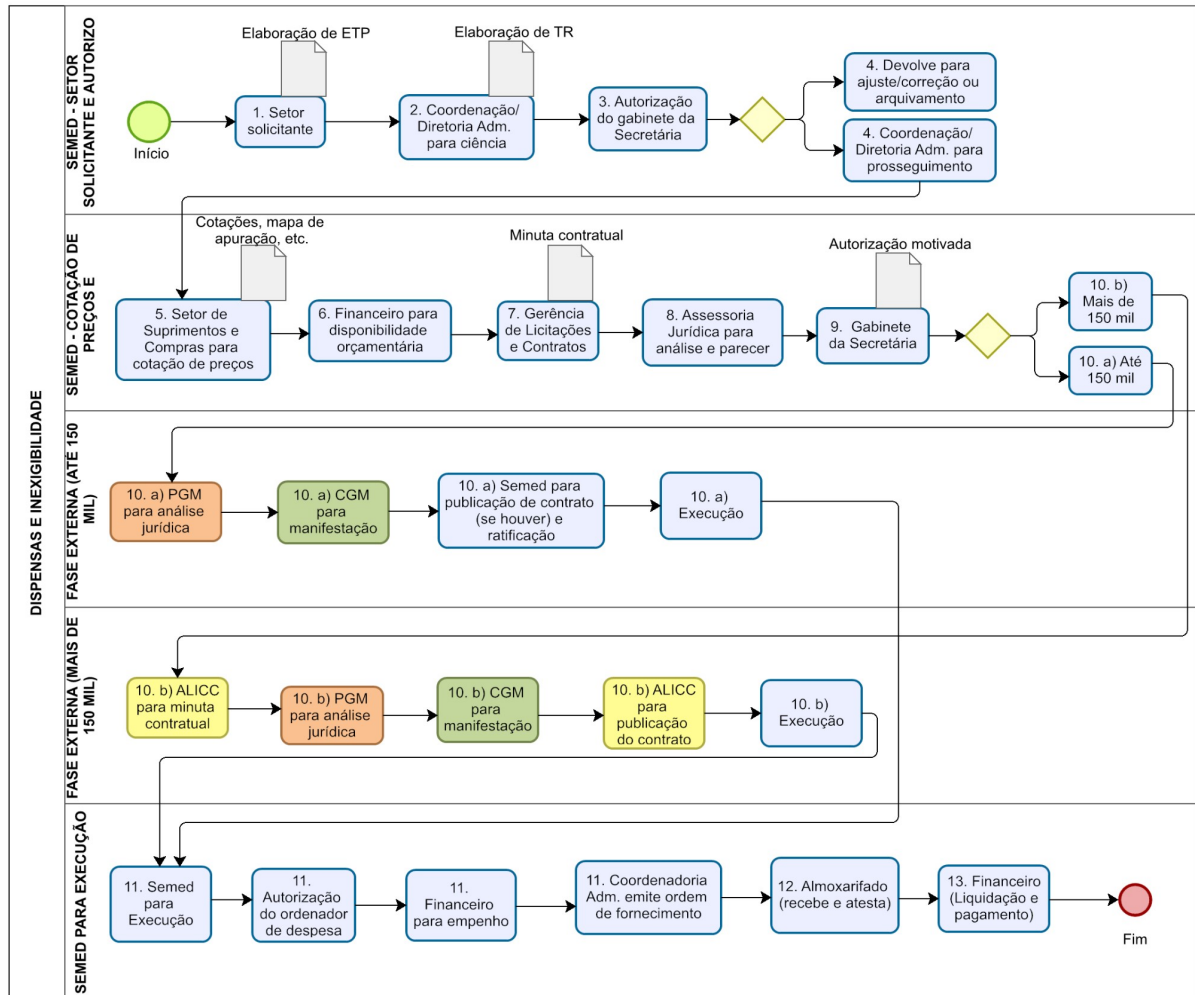 DISPENSAS E INEXIGIBILIDADE
SEMED - SETOR
SOLICITANTE E AUTORIZO
Elaboração de ETP
Elaboração de TR
Início
1. Setor
solicitante
2. Coordenação/
Diretoria Adm.
para ciência
3. Autorização
do gabinete da
Secretária
4. Devolve para
ajuste/correção ou
arquivamento
4. Coordenação/
Diretoria Adm. para
prosseguimento
SEMED - COTAÇÃO DE
PREÇOS E
Cotações, mapa de
apuração, etc.
Minuta contratual
Autorização motivada
5. Setor de
Suprimentos e
Compras para
cotação de preços
6. Financeiro para
disponibilidade
orçamentária
7. Gerência
de Licitações
e Contratos
8. Assessoria
Jurídica para
análise e parecer
9. Gabinete
da Secretária
10. b)
Mais de
150 mil
10. a) Até
150 mil
FASE EXTERNA (ATÉ 150
MIL)
10. a) PGM
para análise
jurídica
10. a) CGM
para
manifestação
10. a) Semed para
publicação de contrato
(se houver) e
ratificação
10. a)
Execução
FASE EXTERNA (MAIS DE
150 MIL)
10. b) ALICC
para minuta
contratual
10. b) PGM
para análise
jurídica
10. b) CGM
para
manifestação
10. b) ALICC
para
publicação
do contrato
10. b)
Execução
SEMED PARA EXECUÇÃO
11. Semed
para
Execução
11.
Autorização
do ordenador
de despesa
11.
Financeiro
para empenho
11. Coordenadoria
Adm. emite ordem
de fornecimento
12. Almoxarifado
(recebe e atesta)
13. Financeiro
(Liquidação e
pagamento)
Fim